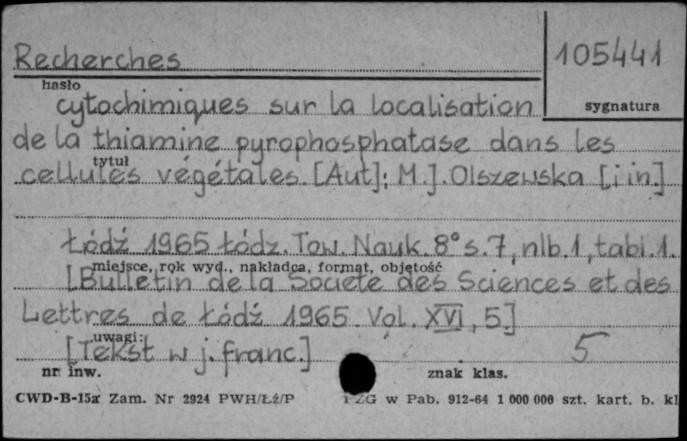 Recherches 105441
hasło
cytochimiques sur la localisation sygnatura
de la thiamine pyrophosphatase dans les
tytuł
cellules végétales. [Aut]: M.J. Olszewska [i in.]
Łódź 1965 Łódz. Tow. Nauk. 8° s. 7, nlb. 1, tabl. 1.
miejsce, rok wyd., nakładca, format, objętość
[Bulletin de la Société des Sciences et des
Lettres de Łódź 1965. Vol. XVI, 5]
uwagi:
[Tekst w j. franc.] 5
nr inw. znak klas.
CWD-B-15a Zam. Nr 2924 PWH/Łź/P PZG w Pab. 912-64 1 000 000 szt. kart. b. kl